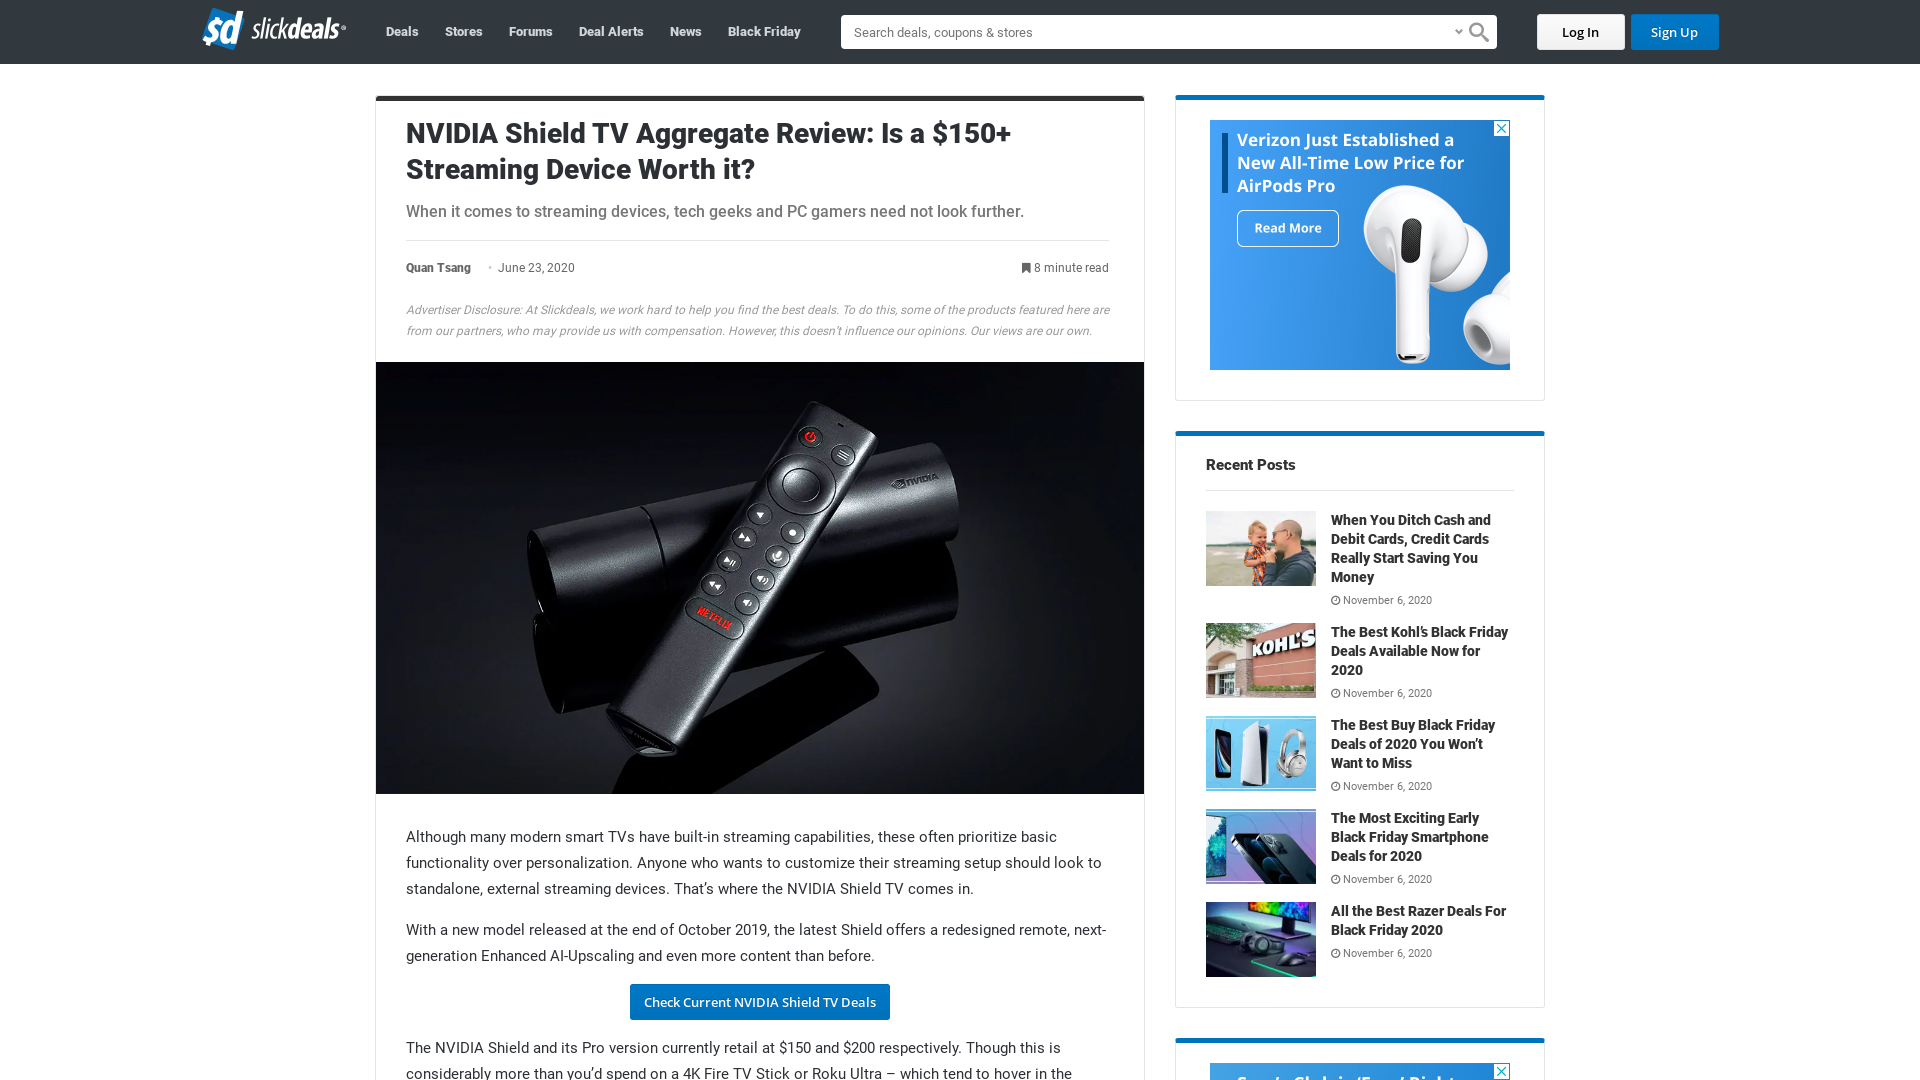 slickdeals
Deals
Stores
Forums
Deal Alerts
News
Black Friday
Search deals, coupons & stores
Log In
Sign Up
NVIDIA Shield TV Aggregate Review: Is a $150+
Streaming Device Worth it?
When it comes to streaming devices, tech geeks and PC gamers need not look further.
Quan Tsang
• June 23, 2020
8 minute read
Advertiser Disclosure: At Slickdeals, we work hard to help you find the best deals. To do this, some of the products featured here are
from our partners, who may provide us with compensation. However, this doesn't influence our opinions. Our views are our own.
NVIDIA
NETFLIX
Although many modern smart TVs have built-in streaming capabilities, these often prioritize basic
functionality over personalization. Anyone who wants to customize their streaming setup should look to
standalone, external streaming devices. That’s where the NVIDIA Shield TV comes in.
With a new model released at the end of October 2019, the latest Shield offers a redesigned remote, next-
generation Enhanced AI-Upscaling and even more content than before.
Check Current NVIDIA Shield TV Deals
The NVIDIA Shield and its Pro version currently retail at $150 and $200 respectively. Though this is
considerably more than you’d spend on a 4K Fire TV Stick or Roku Ultra – which tend to hover in the
Verizon Just Established a
New All-Time Low Price for
AirPods Pro
Read More
Recent Posts
When You Ditch Cash and
Debit Cards, Credit Cards
Really Start Saving You
Money
November 6, 2020
KOHL'S
The Best Kohl’s Black Friday
Deals Available Now for
2020
November 6, 2020
The Best Buy Black Friday
Deals of 2020 You Won’t
Want to Miss
November 6, 2020
The Most Exciting Early
Black Friday Smartphone
Deals for 2020
November 6, 2020
All the Best Razer Deals For
Black Friday 2020
November 6, 2020